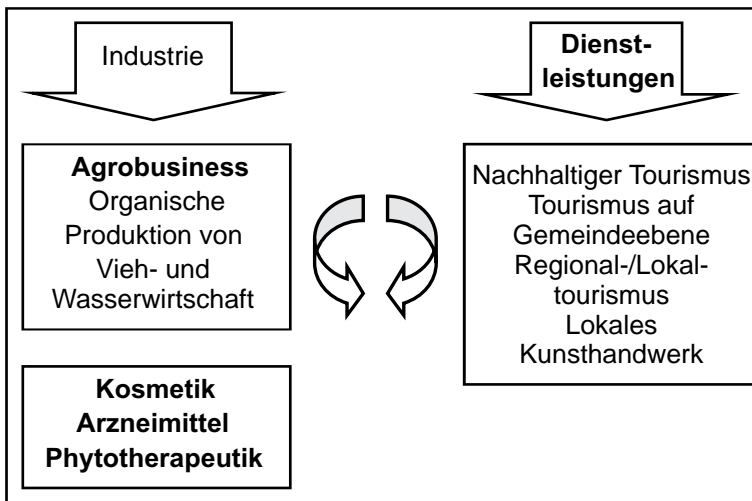 Industrie
Agrobusiness
Organische
Produktion von
Vieh- und
Wasserwirtschaft
Kosmetik
Arzneimittel
Phytotherapeutik
Dienst-
leistungen
Nachhaltiger Tourismus
Tourismus auf
Gemeindeebene
Regional-/Lokal-
tourismus
Lokales
Kunsthandwerk